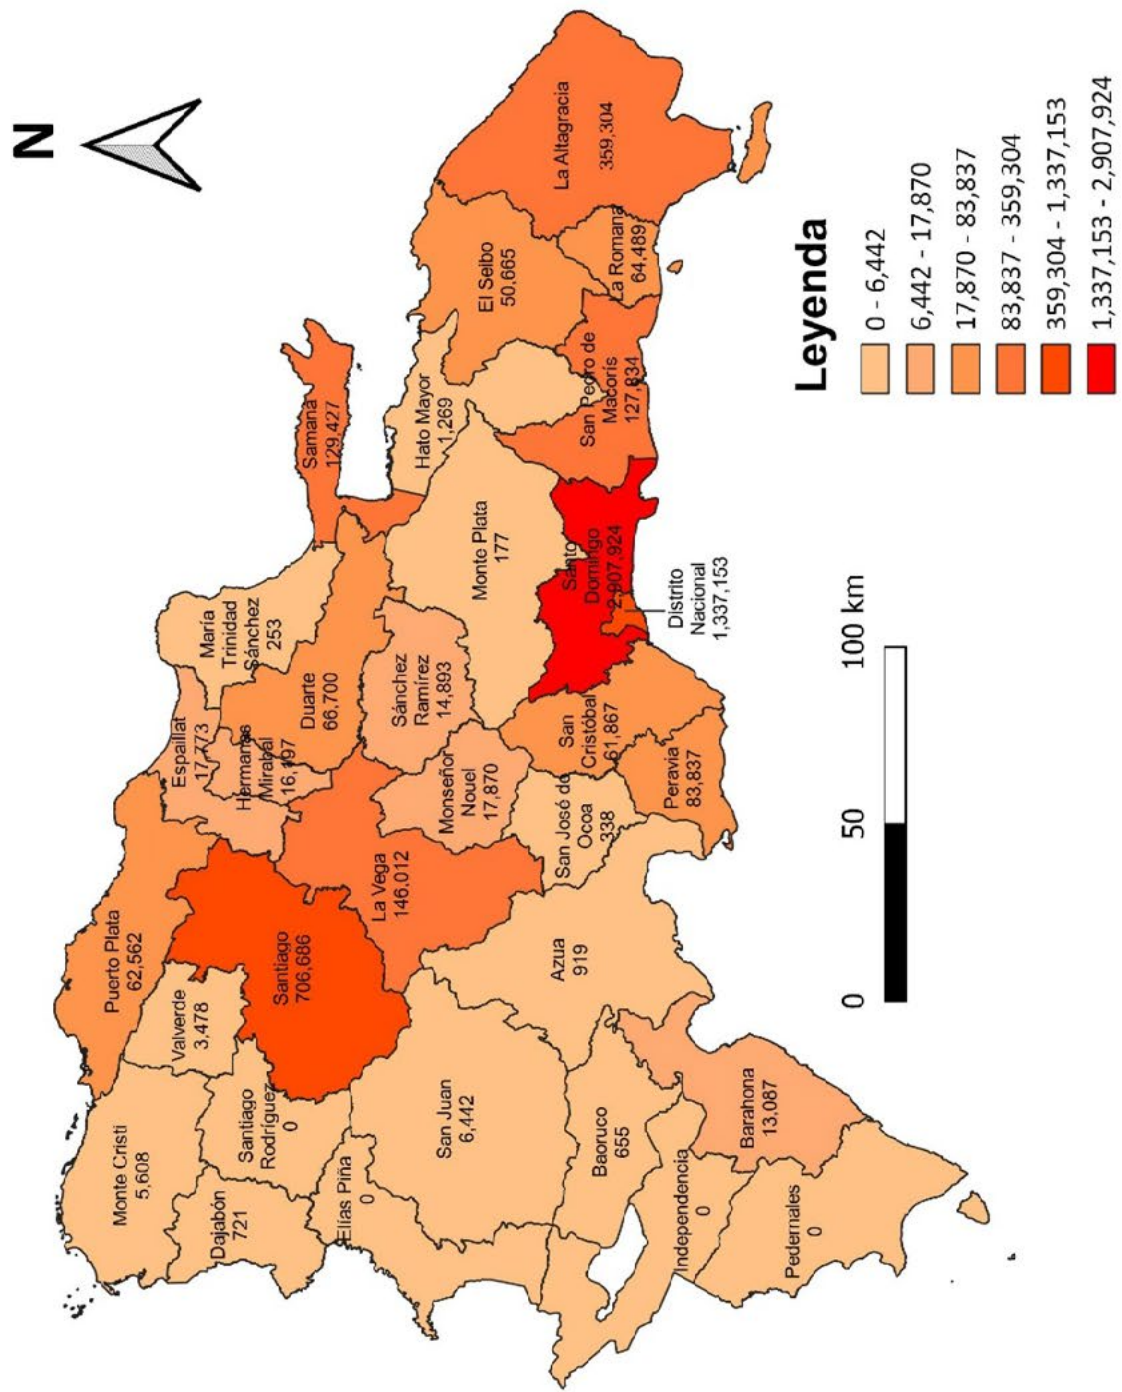 N
Puerto Plata
62,562
Monte Cristi
5,608
Valverde
3,478
Espaillat
17,773
María
Trinidad
Sánchez
253
Dajabón
721
Santiago
Rodríguez
0
Santiago
706,686
Hermanas
Mirabal
16,197
Duarte
66,700
Samaná
129,427
Elías Piña
0
La Vega
146,012
Sánchez
Ramírez
14,893
Hato Mayor
1,269
San Juan
6,442
Monseñor
Nouel
17,870
Monte Plata
177
El Seibo
50,665
La Altagracia
359,304
Azua
919
San José de
Ocoa
338
San
Cristóbal
61,867
Santo
Domingo
2,907,924
San Pedro de
Macorís
127,834
La Romana
64,489
Baoruco
655
Peravia
83,837
Distrito
Nacional
1,337,153
Independencia
0
Barahona
13,087
Pedernales
0
0 50 100 km
Leyenda
0 - 6,442
6,442 - 17,870
17,870 - 83,837
83,837 - 359,304
359,304 - 1,337,153
1,337,153 - 2,907,924